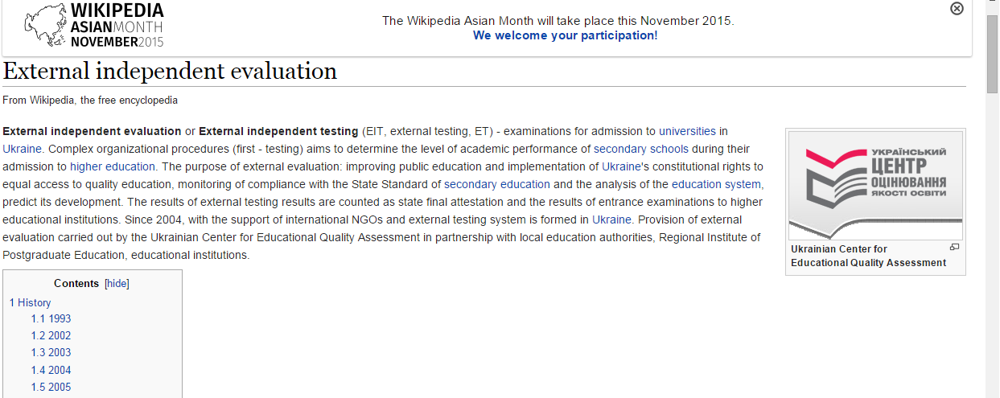 WIKIPEDIA
ASIANMONTH
NOVEMBER2015
The Wikipedia Asian Month will take place this November 2015.
We welcome your participation!
External independent evaluation
From Wikipedia, the free encyclopedia
External independent evaluation or External independent testing (EIT, external testing, ET) - examinations for admission to universities in
Ukraine. Complex organizational procedures (first - testing) aims to determine the level of academic performance of secondary schools during their
admission to higher education. The purpose of external evaluation: improving public education and implementation of Ukraine's constitutional rights to
equal access to quality education, monitoring of compliance with the State Standard of secondary education and the analysis of the education system,
predict its development. The results of external testing results are counted as state final attestation and the results of entrance examinations to higher
educational institutions. Since 2004, with the support of international NGOs and external testing system is formed in Ukraine. Provision of external
evaluation carried out by the Ukrainian Center for Educational Quality Assessment in partnership with local education authorities, Regional Institute of
Postgraduate Education, educational institutions.
УКРАЇНСЬКИЙ
ЦЕНТР
ОЦІНЮВАННЯ
ЯКОСТІ ОСВІТИ
Ukrainian Center for
Educational Quality Assessment
Contents [hide]
1 History
1.1 1993
1.2 2002
1.3 2003
1.4 2004
1.5 2005